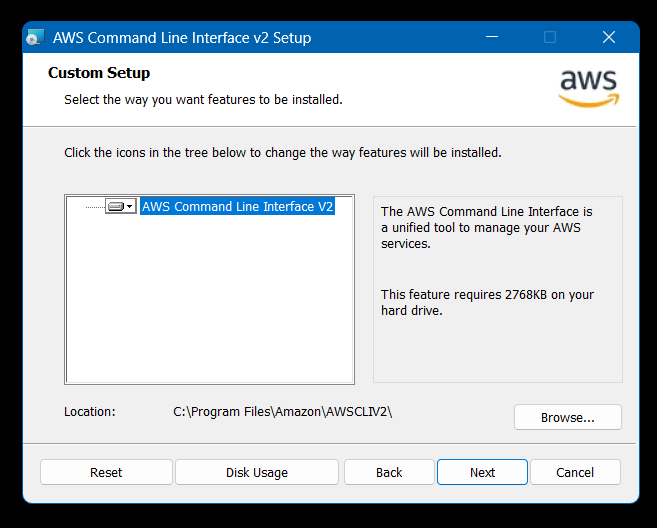 AWS Command Line Interface v2 Setup
Custom Setup
Select the way you want features to be installed.
aws
Click the icons in the tree below to change the way features will be installed.
AWS Command Line Interface V2
The AWS Command Line Interface is
a unified tool to manage your AWS
services.
This feature requires 2768KB on your
hard drive.
Location:
C:\Program Files\Amazon\AWSCLIV2\
Browse...
Reset
Disk Usage
Back
Next
Cancel